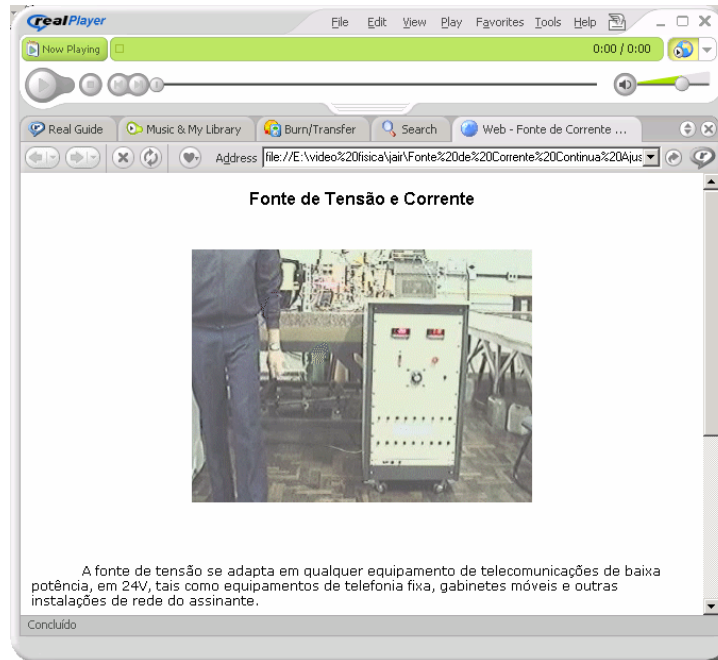 realPlayer
File Edit View Play Favorites Tools Help
Now Playing 0:00 / 0:00
Real Guide Music & My Library Burn/Transfer Search Web - Fonte de Corrente ...
Address file://E:\video%20fisica\jair\Fonte%20de%20Corrente%20Continua%20Ajus
Fonte de Tensão e Corrente
A fonte de tensão se adapta em qualquer equipamento de telecomunicações de baixa
potência, em 24V, tais como equipamentos de telefonia fixa, gabinetes móveis e outras
instalações de rede do assinante.
Concluído